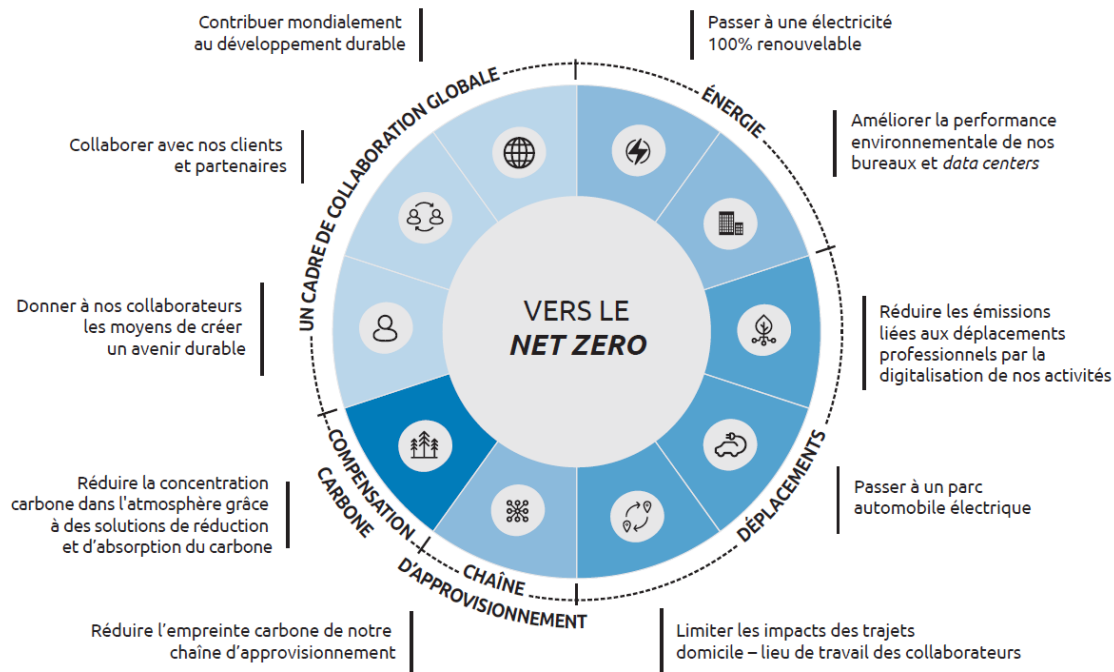 Contribuer mondialement
au développement durable
Passer à une électricité
100% renouvelable
UN CADRE DE COLLABORATION GLOBALE
ÉNERGIE
Collaborer avec nos clients
et partenaires
Améliorer la performance
environnementale de nos
bureaux et data centers
VERS LE
NET ZERO
Donner à nos collaborateurs
les moyens de créer
un avenir durable
Réduire les émissions
liées aux déplacements
professionnels par la
digitalisation de nos activités
DÉPLACEMENTS
COMPENSATION
CARBONE
Réduire la concentration
carbone dans l'atmosphère grâce
à des solutions de réduction
et d'absorption du carbone
Passer à un parc
automobile électrique
CHAÎNE
D'APPROVISIONNEMENT
Réduire l'empreinte carbone de notre
chaîne d'approvisionnement
Limiter les impacts des trajets
domicile – lieu de travail des collaborateurs